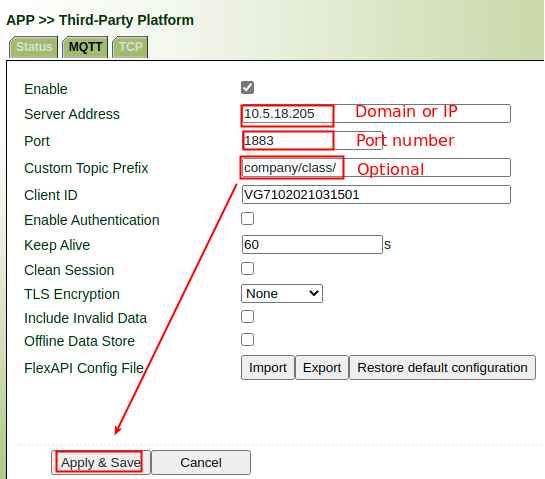 APP >> Third-Party Platform
Status MQTT TCP
Enable
Server Address 10.5.18.205 Domain or IP
Port 1883 Port number
Custom Topic Prefix company/class/ Optional
Client ID VG7102021031501
Enable Authentication
Keep Alive 60 s
Clean Session
TLS Encryption None
Include Invalid Data
Offline Data Store
FlexAPI Config File Import Export Restore default configuration
Apply & Save Cancel